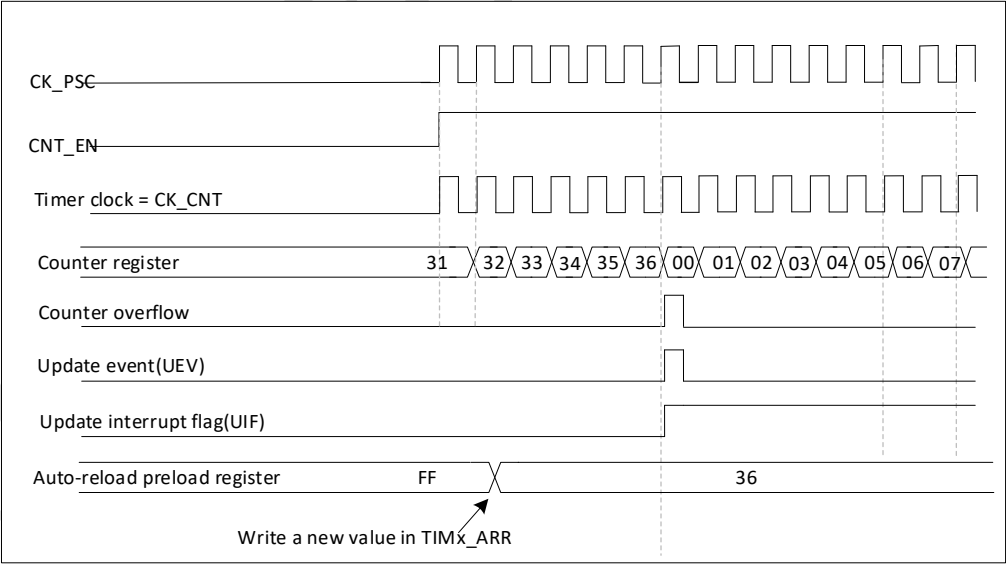 CK_PSC
CNT_EN
Timer clock = CK_CNT
Counter register 31 32 33 34 35 36 00 01 02 03 04 05 06 07
Counter overflow
Update event(UEV)
Update interrupt flag(UIF)
Auto-reload preload register FF 36
Write a new value in TIMx_ARR